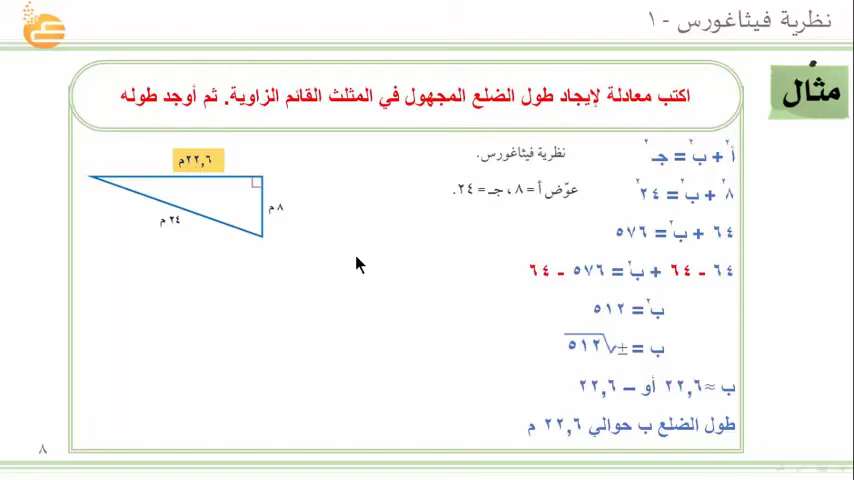 نظرية فيثاغورس -١
مثال
اكتب معادلة لإيجاد طول الضلع المجهول في المثلث القائم الزاوية. ثم أوجد طوله
أ٢ + ب٢ = جـ٢ نظرية فيثاغورس.
٨٢ + ب٢ = ٢٤٢ عوّض أ = ٨ ، جـ = ٢٤.
٦٤ + ب٢ = ٥٧٦
٦٤ - ٦٤ + ب٢ = ٥٧٦ - ٦٤
ب٢ = ٥١٢
ب = ±√٥١٢
ب ≈ ٢٢,٦ أو – ٢٢,٦
طول الضلع ب حوالي ٢٢,٦ م
٢٢,٦م
٨ م
٢٤ م
٨